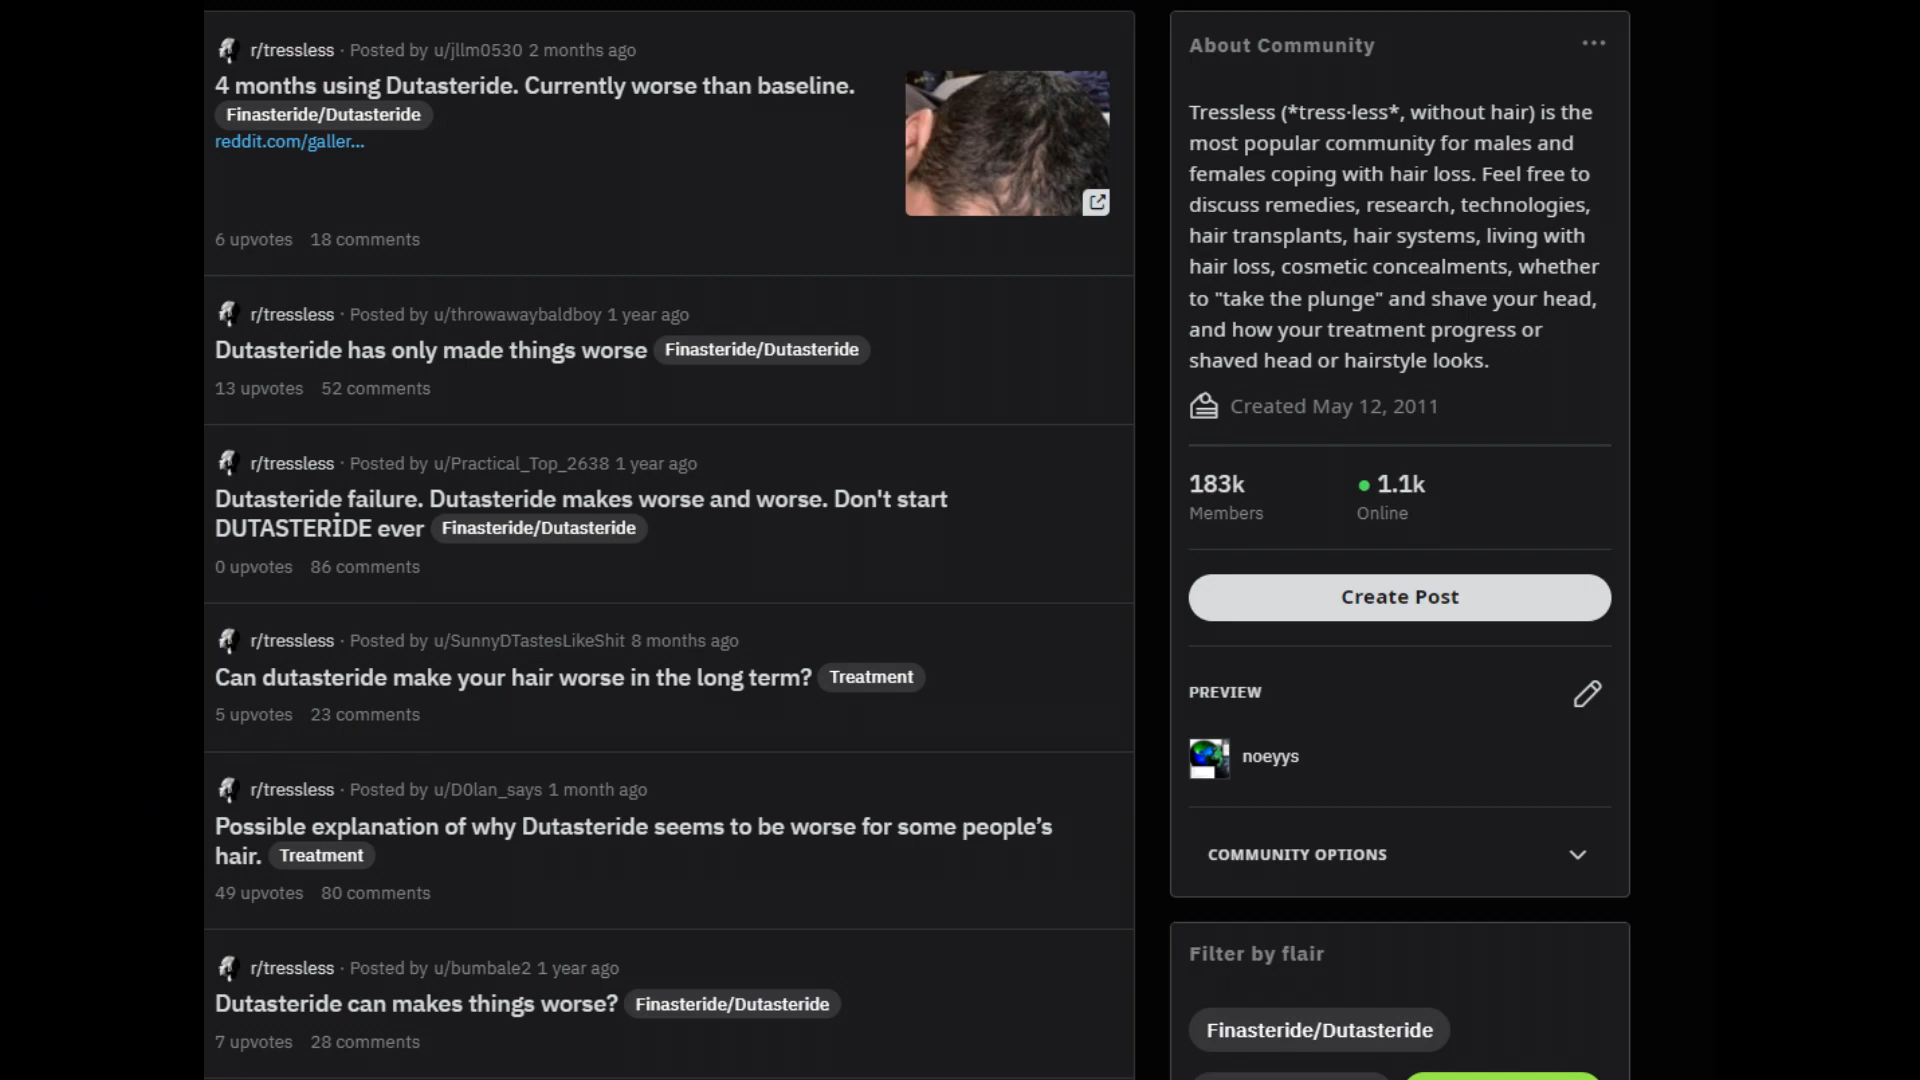 r/tressless · Posted by u/jllm0530 2 months ago
4 months using Dutasteride. Currently worse than baseline.
Finasteride/Dutasteride
reddit.com/galler...
6 upvotes 18 comments
r/tressless · Posted by u/throwawaybaldboy 1 year ago
Dutasteride has only made things worse Finasteride/Dutasteride
13 upvotes 52 comments
r/tressless · Posted by u/Practical_Top_2638 1 year ago
Dutasteride failure. Dutasteride makes worse and worse. Don't start
DUTASTERİDE ever Finasteride/Dutasteride
0 upvotes 86 comments
r/tressless · Posted by u/SunnyDTastesLikeShit 8 months ago
Can dutasteride make your hair worse in the long term? Treatment
5 upvotes 23 comments
r/tressless · Posted by u/D0lan_says 1 month ago
Possible explanation of why Dutasteride seems to be worse for some people’s
hair. Treatment
49 upvotes 80 comments
r/tressless · Posted by u/bumbale2 1 year ago
Dutasteride can makes things worse? Finasteride/Dutasteride
7 upvotes 28 comments
About Community
Tressless (*tress·less*, without hair) is the
most popular community for males and
females coping with hair loss. Feel free to
discuss remedies, research, technologies,
hair transplants, hair systems, living with
hair loss, cosmetic concealments, whether
to "take the plunge" and shave your head,
and how your treatment progress or
shaved head or hairstyle looks.
Created May 12, 2011
183k 1.1k
Members Online
Create Post
PREVIEW
noeyys
COMMUNITY OPTIONS
Filter by flair
Finasteride/Dutasteride